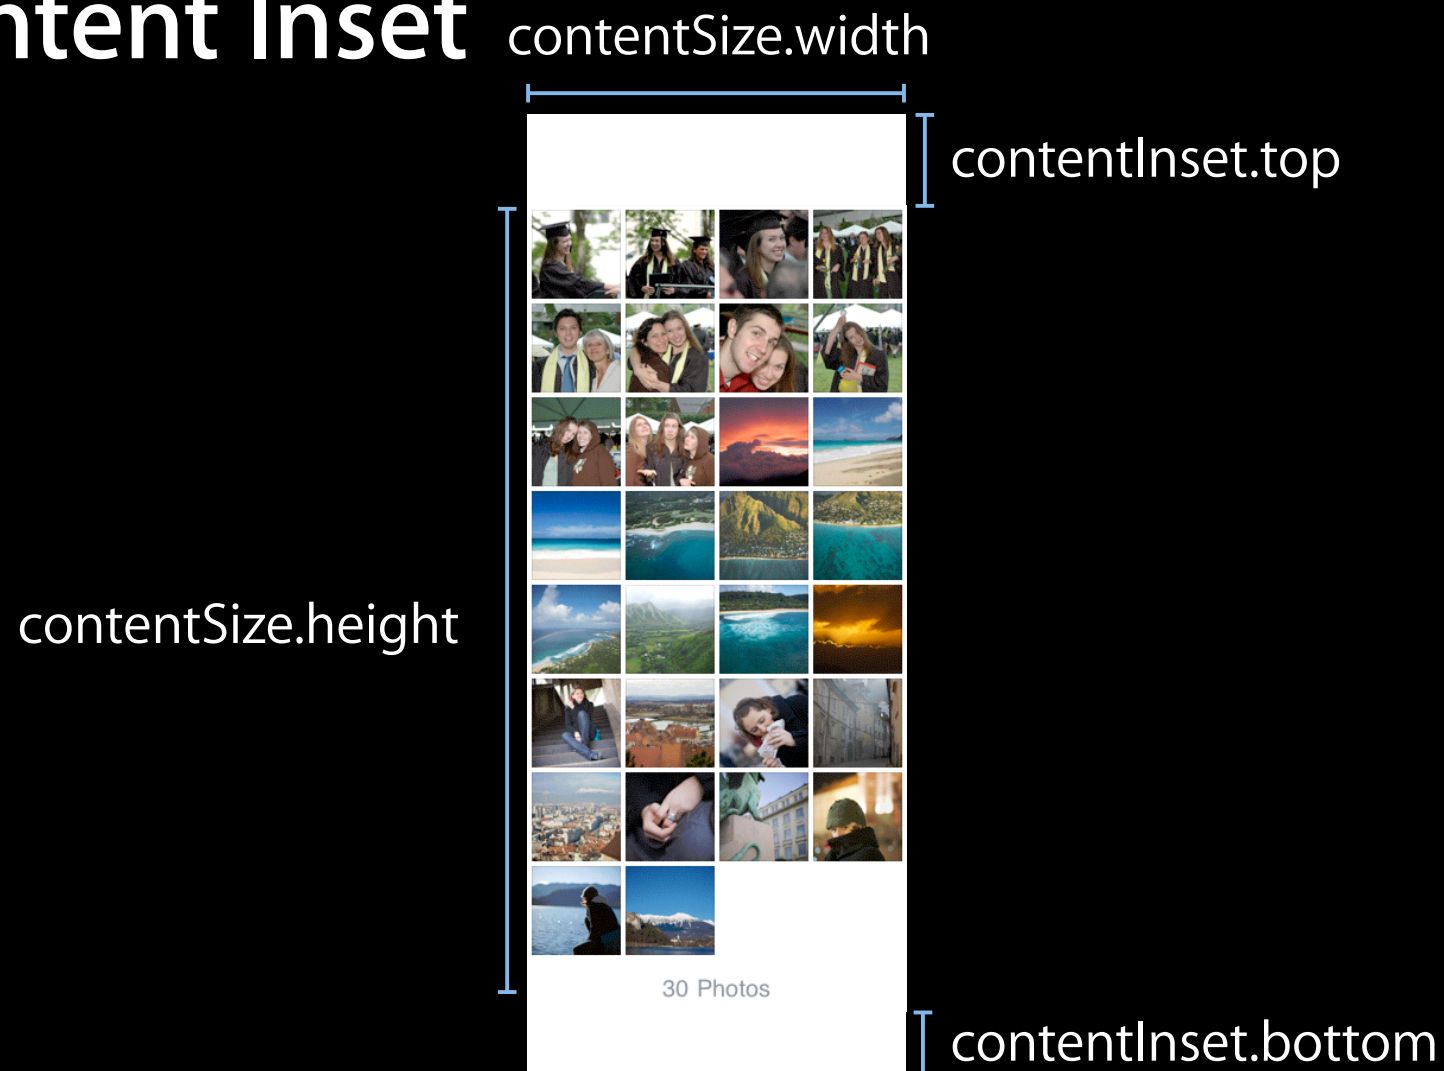 ntent Inset
contentSize.width
contentInset.top
contentSize.height
30 Photos
contentInset.bottom